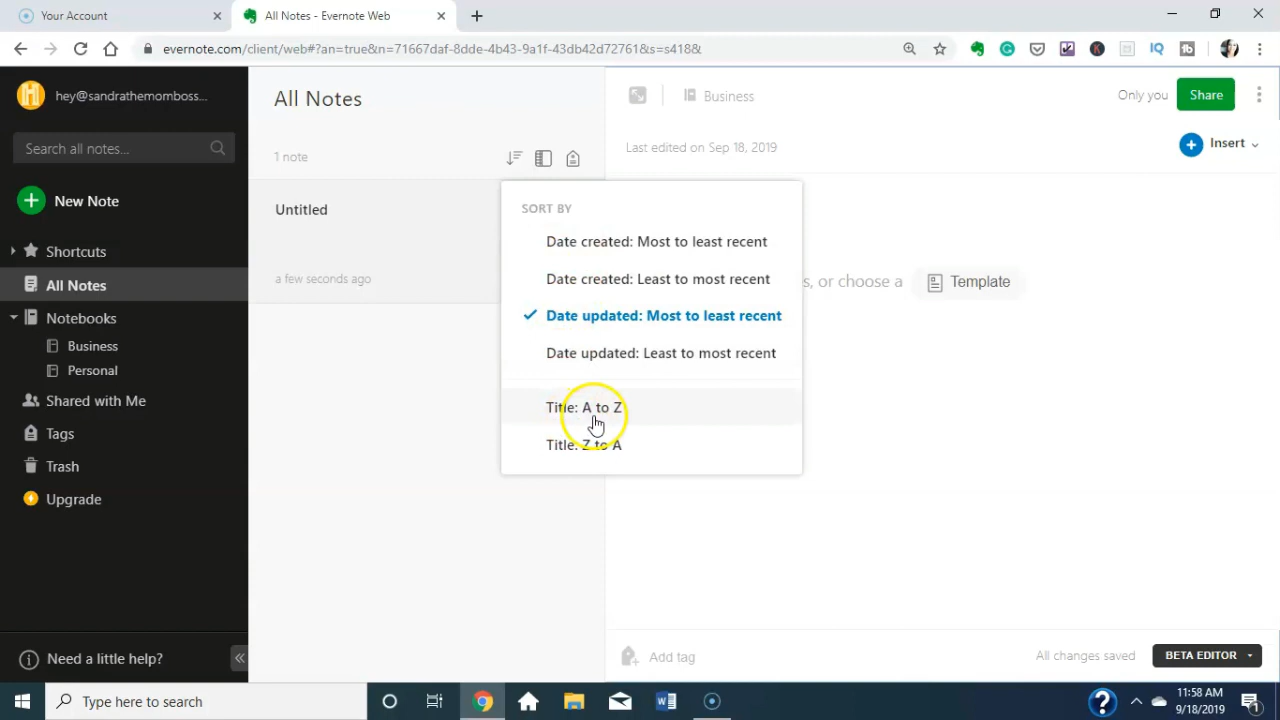 Your Account
All Notes - Evernote Web
evernote.com/client/web#?an=true&n=71667daf-8dde-4b43-9a1f-43db42d72761&s=s418&
hey@sandrathemomboss...
Search all notes...
New Note
Shortcuts
All Notes
Notebooks
Business
Personal
Shared with Me
Tags
Trash
Upgrade
Need a little help?
All Notes
1 note
Untitled
a few seconds ago
SORT BY
Date created: Most to least recent
Date created: Least to most recent
Date updated: Most to least recent
Date updated: Least to most recent
Title: A to Z
Title: Z to A
Business
Only you
Share
Last edited on Sep 18, 2019
Insert
s, or choose a
Template
Add tag
All changes saved
BETA EDITOR
Type here to search
11:58 AM
9/18/2019